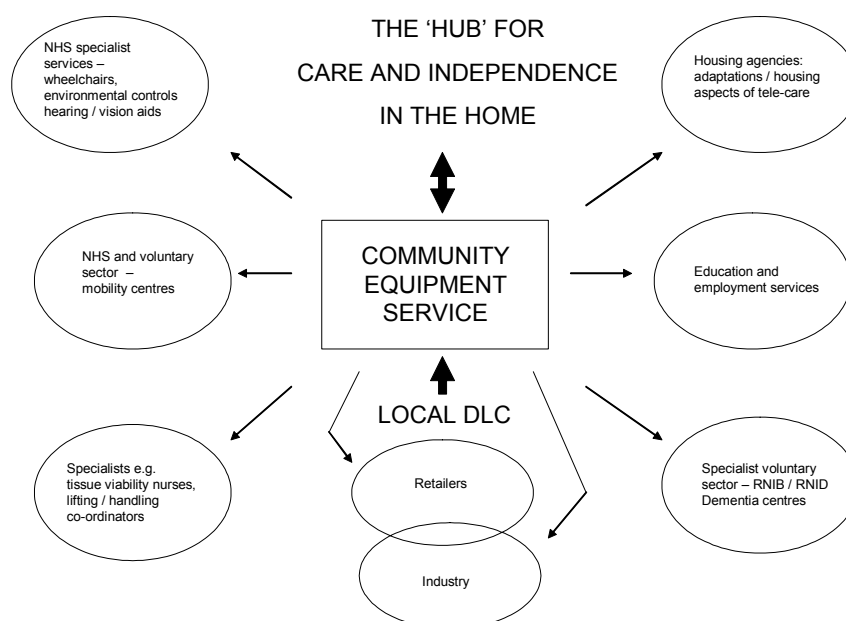 THE ‘HUB’ FOR
CARE AND INDEPENDENCE
IN THE HOME
NHS specialist
services –
wheelchairs,
environmental controls
hearing / vision aids
Housing agencies:
adaptations / housing
aspects of tele-care
NHS and voluntary
sector –
mobility centres
COMMUNITY
EQUIPMENT
SERVICE
Education and
employment services
LOCAL DLC
Specialists e.g.
tissue viability nurses,
lifting / handling
co-ordinators
Retailers
Industry
Specialist voluntary
sector – RNIB / RNID
Dementia centres